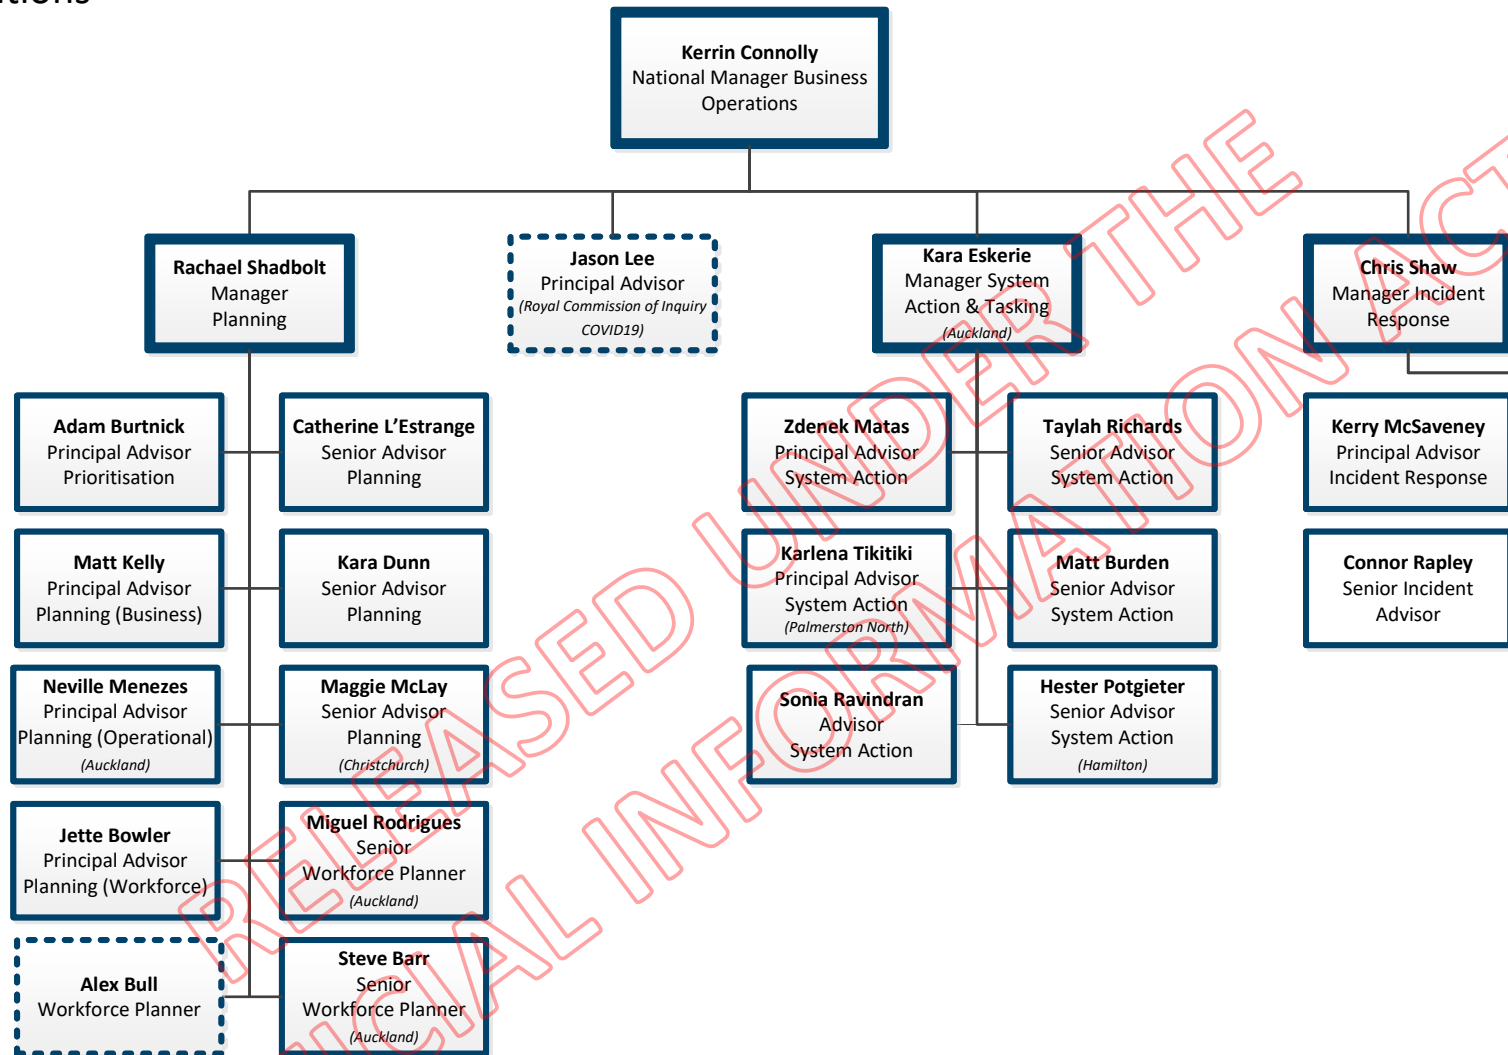 Kerrin Connolly
National Manager Business
Operations
Rachael Shadbolt
Manager
Planning
Jason Lee
Principal Advisor
(Royal Commission of Inquiry
COVID19)
Kara Eskerie
Manager System
Action & Tasking
(Auckland)
Chris Shaw
Manager Incident
Response
Adam Burtnick
Principal Advisor
Prioritisation
Catherine L’Estrange
Senior Advisor
Planning
Zdenek Matas
Principal Advisor
System Action
Taylah Richards
Senior Advisor
System Action
Kerry McSaveney
Principal Advisor
Incident Response
Matt Kelly
Principal Advisor
Planning (Business)
Kara Dunn
Senior Advisor
Planning
Karlena Tikitiki
Principal Advisor
System Action
(Palmerston North)
Matt Burden
Senior Advisor
System Action
Connor Rapley
Senior Incident
Advisor
Neville Menezes
Principal Advisor
Planning (Operational)
(Auckland)
Maggie McLay
Senior Advisor
Planning
(Christchurch)
Sonia Ravindran
Advisor
System Action
Hester Potgieter
Senior Advisor
System Action
(Hamilton)
Jette Bowler
Principal Advisor
Planning (Workforce)
Miguel Rodrigues
Senior
Workforce Planner
(Auckland)
Alex Bull
Workforce Planner
Steve Barr
Senior
Workforce Planner
(Auckland)
RELEASED UNDER THE
INFORMATION ACT